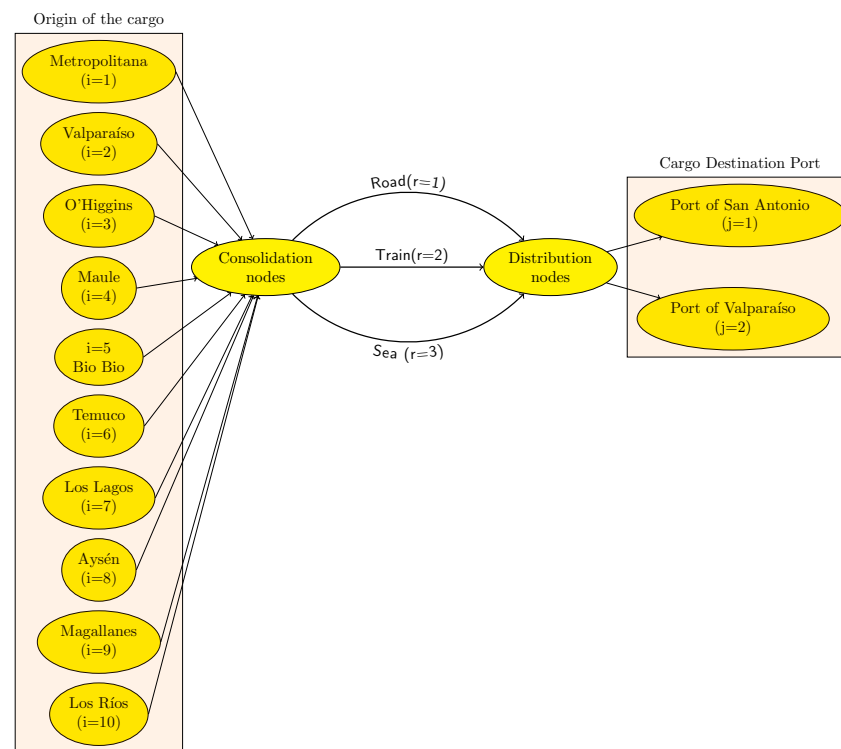 Origin of the cargo
Metropolitana
(i=1)
Valparaíso
(i=2)
O'Higgins
(i=3)
Maule
(i=4)
i=5
Bio Bio
Temuco
(i=6)
Los Lagos
(i=7)
Aysén
(i=8)
Magallanes
(i=9)
Los Ríos
(i=10)
Consolidation
nodes
Road(r=1)
Train(r=2)
Sea (r=3)
Distribution
nodes
Cargo Destination Port
Port of San Antonio
(j=1)
Port of Valparaíso
(j=2)